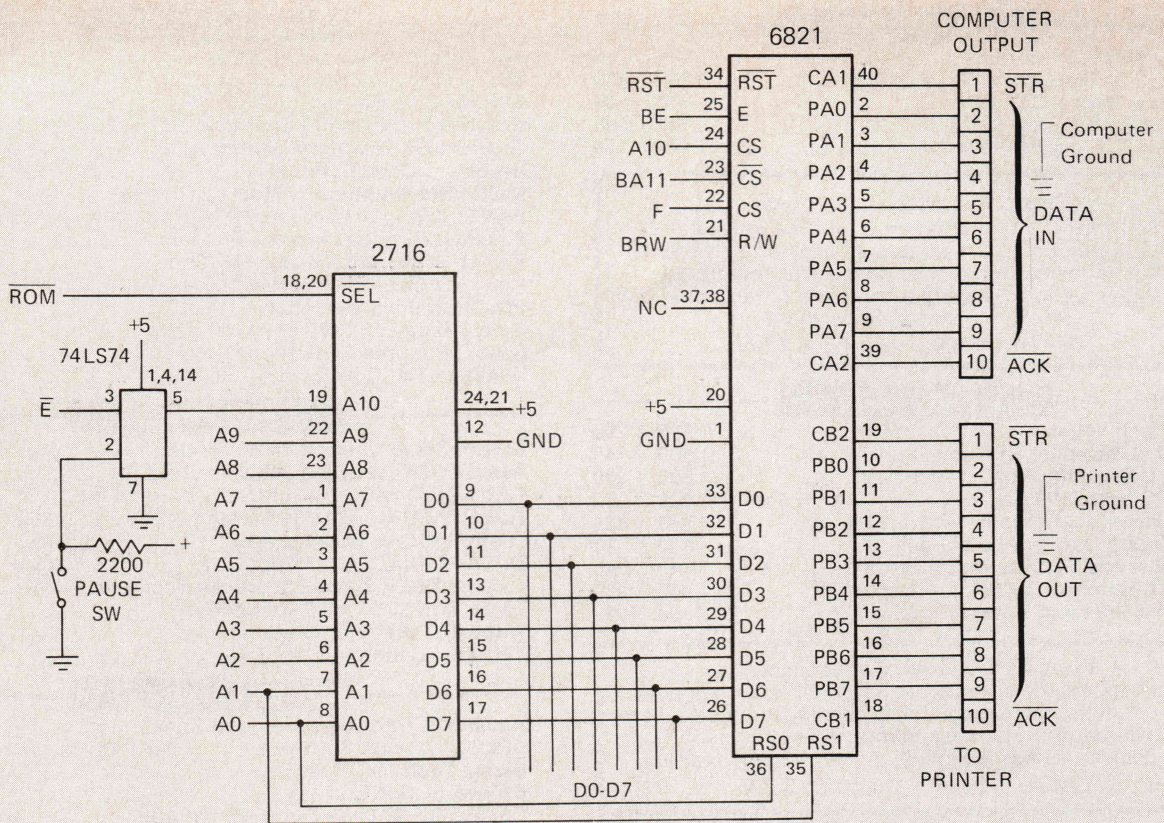 COMPUTER
OUTPUT
6821
R̅S̅T̅ 34 R̅S̅T̅ CA1 40 1 S̅T̅R̅
BE 25 E PA0 2 2
A10 24 CS PA1 3 3 Computer
Ground
BA11 23 C̅S̅ PA2 4 4
F 22 CS PA3 5 5 DATA
IN
BRW 21 R/W PA4 6 6
PA5 7 7
NC 37,38 PA6 8 8
PA7 9 9
CA2 39 10 A̅C̅K̅
+5 20
GND 1
CB2 19 1 S̅T̅R̅
PB0 10 2
PB1 11 3 Printer
Ground
PB2 12 4
PB3 13 5 DATA
OUT
PB4 14 6
PB5 15 7
PB6 16 8
PB7 17 9
CB1 18 10 A̅C̅K̅
TO
PRINTER
2716
R̅O̅M̅ 18,20 S̅E̅L̅
+5
74LS74 1,4,14
E̅ 3 5 19 A10 24,21 +5
2 A9 22 A9 12 GND
A8 23 A8
7 A7 1 A7 D0 9 33 D0
A6 2 A6 D1 10 32 D1
+
2200
PAUSE
SW
A5 3 A5 D2 11 31 D2
A4 4 A4 D3 13 30 D3
A3 5 A3 D4 14 29 D4
A2 6 A2 D5 15 28 D5
A1 7 A1 D6 16 27 D6
A0 8 A0 D7 17 26 D7
RS0 RS1
36 35
D0-D7